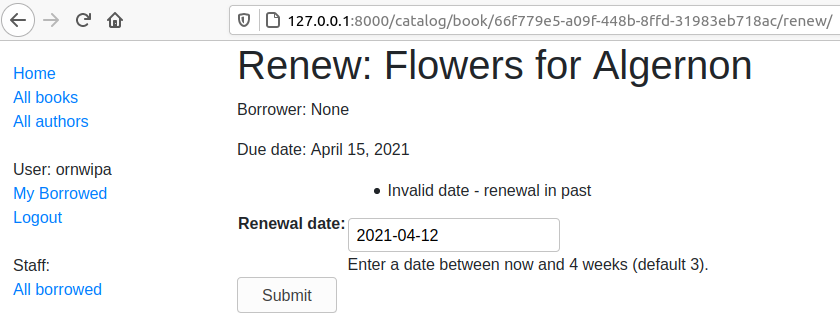 127.0.0.1:8000/catalog/book/66f779e5-a09f-448b-8ffd-31983eb718ac/renew/
Home
All books
All authors
User: ornwipa
My Borrowed
Logout
Staff:
All borrowed
Renew: Flowers for Algernon
Borrower: None
Due date: April 15, 2021
Invalid date - renewal in past
Renewal date: 2021-04-12
Enter a date between now and 4 weeks (default 3).
Submit